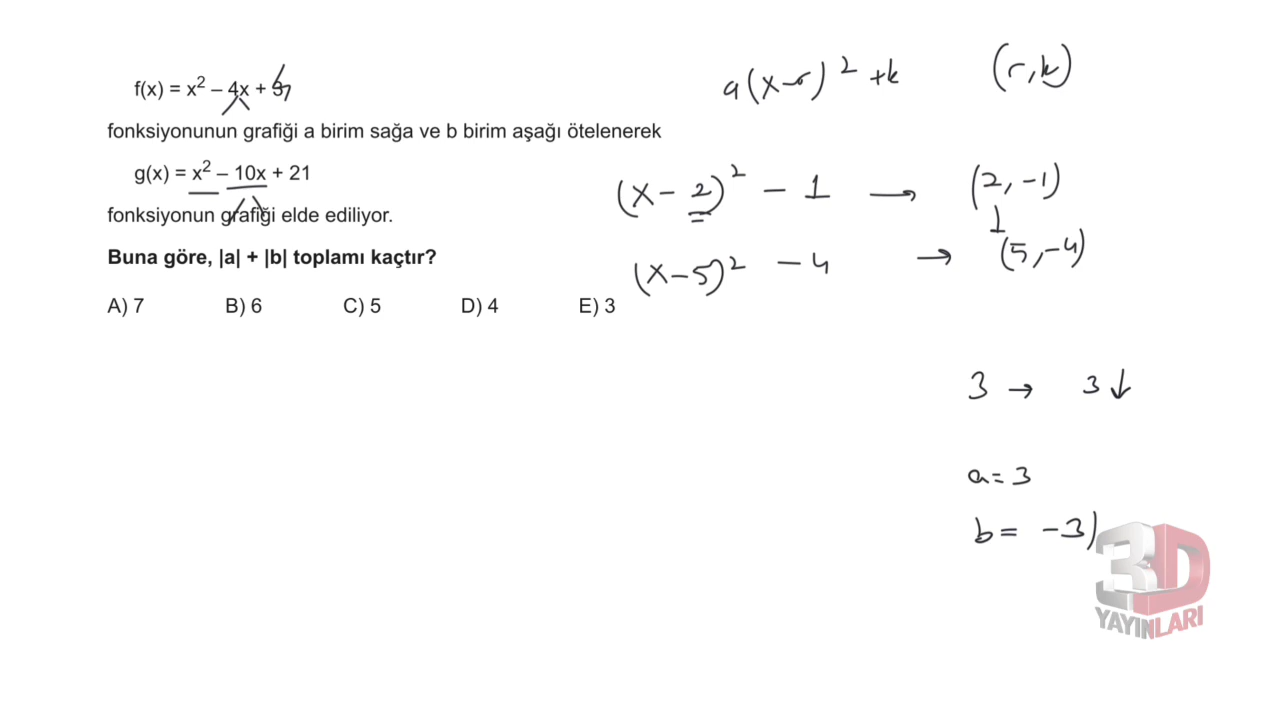 f(x) = x² – 4x + 3
fonksiyonunun grafiği a birim sağa ve b birim aşağı ötelenerek
g(x) = x² – 10x + 21
fonksiyonun grafiği elde ediliyor.
Buna göre, |a| + |b| toplamı kaçtır?
A) 7 B) 6 C) 5 D) 4 E) 3
a(x-r)² +k (r,k)
(x-2)² - 1 → (2,-1)
↓
(x-5)² - 4 → (5,-4)
3 → 3↓
a= 3
b= -3)
3D
YAYINLARI